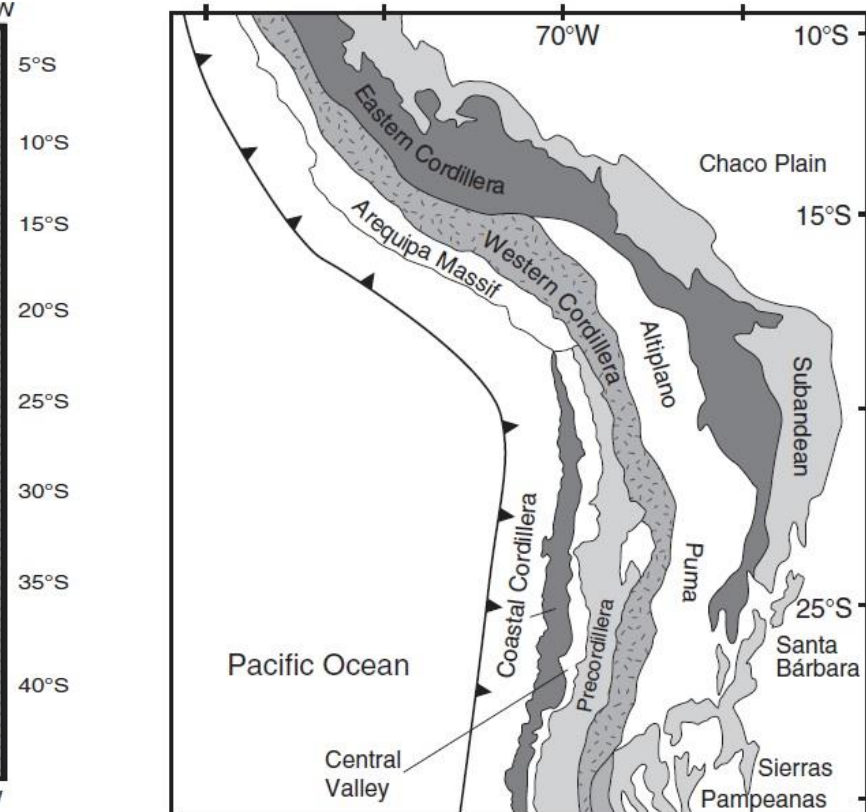 W
5°S
10°S
15°S
20°S
25°S
30°S
35°S
40°S
70°W
10°S
Eastern Cordillera
Chaco Plain
15°S
Arequipa Massif
Western Cordillera
Altiplano
Subandean
Coastal Cordillera
Puma
25°S
Precordillera
Santa
Bárbara
Pacific Ocean
Central
Valley
Sierras
Pampeanas